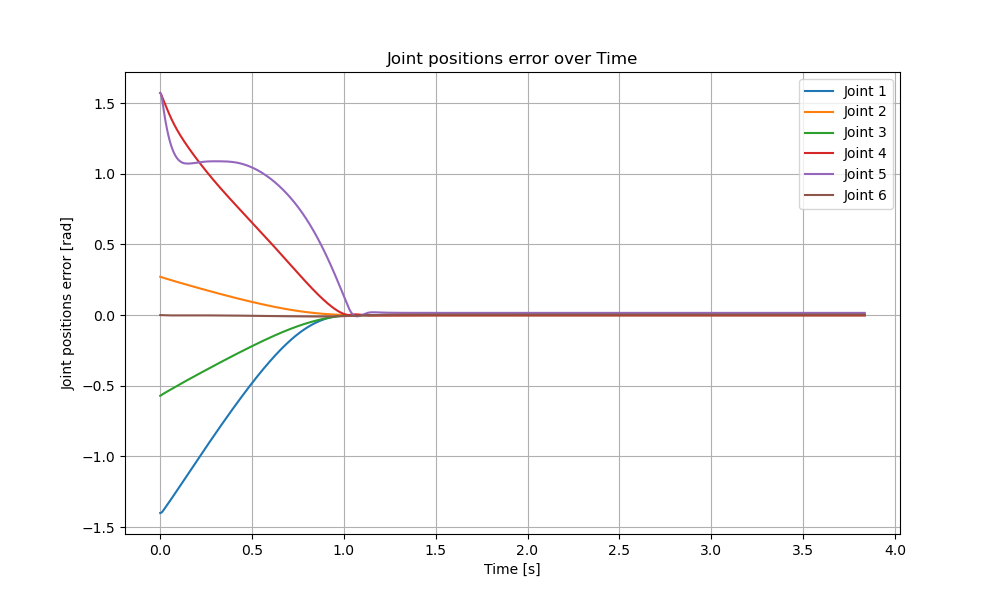 Joint positions error over Time
Joint positions error [rad]
1.5
1.0
0.5
0.0
−0.5
−1.0
−1.5
Joint 1
Joint 2
Joint 3
Joint 4
Joint 5
Joint 6
0.0 0.5 1.0 1.5 2.0 2.5 3.0 3.5 4.0
Time [s]